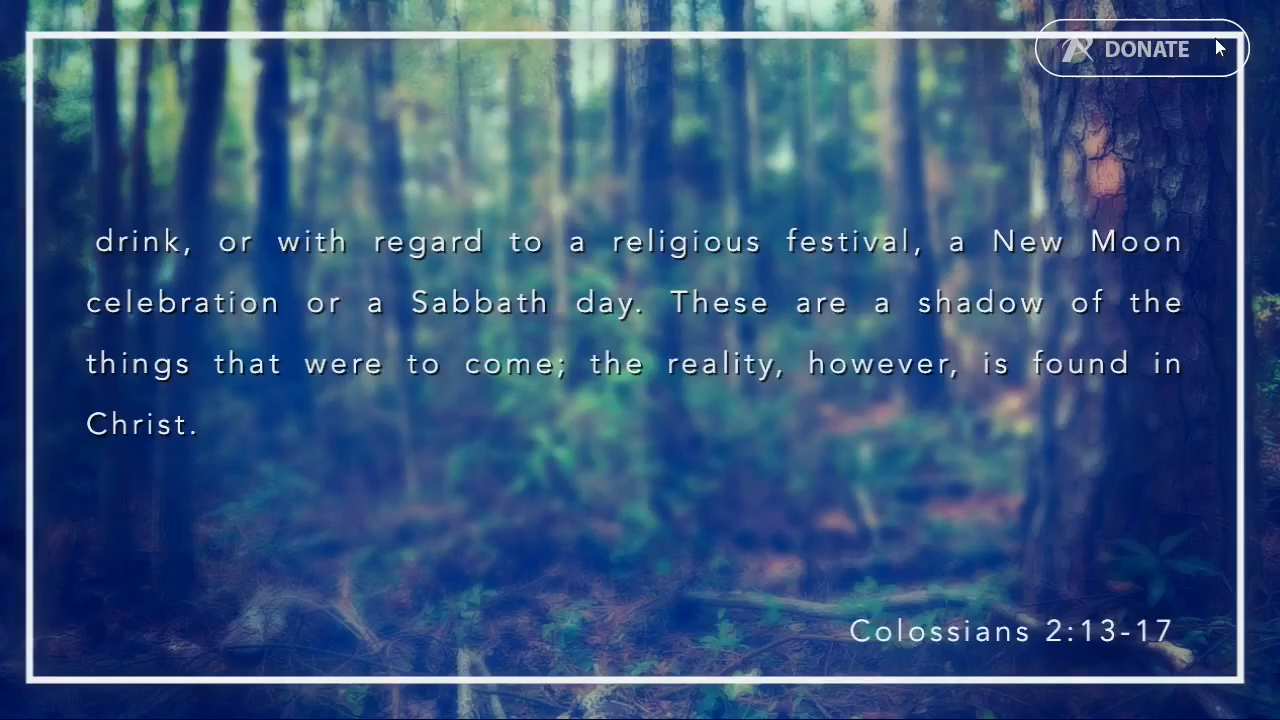 DONATE
drink, or with regard to a religious festival, a New Moon
celebration or a Sabbath day. These are a shadow of the
things that were to come; the reality, however, is found in
Christ.
Colossians 2:13-17